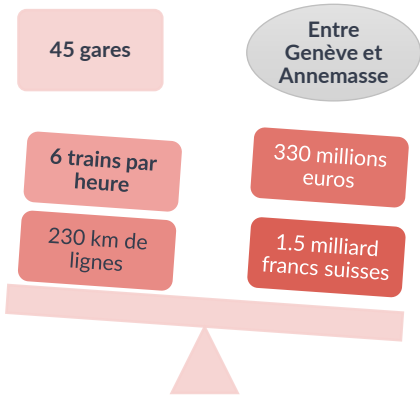 45 gares
Entre
Genève et
Annemasse
6 trains par
heure
330 millions
euros
230 km de
lignes
1.5 milliard
francs suisses